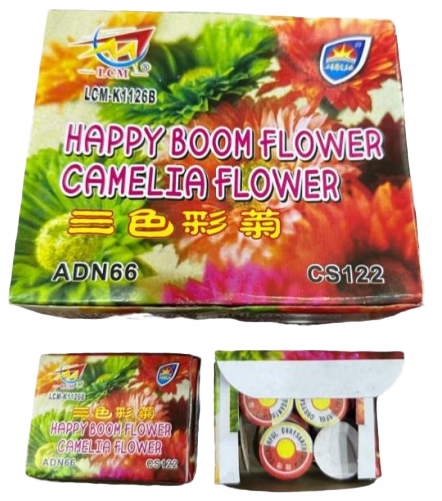 LCM
®
LCM-K1126B
HAPPY BOOM FLOWER
CAMELIA FLOWER
三色彩菊
ADN66 CS122
LCM-K1126B
三色彩菊
HAPPY BOOM FLOWER
CAMELIA FLOWER
ADN66 CS122